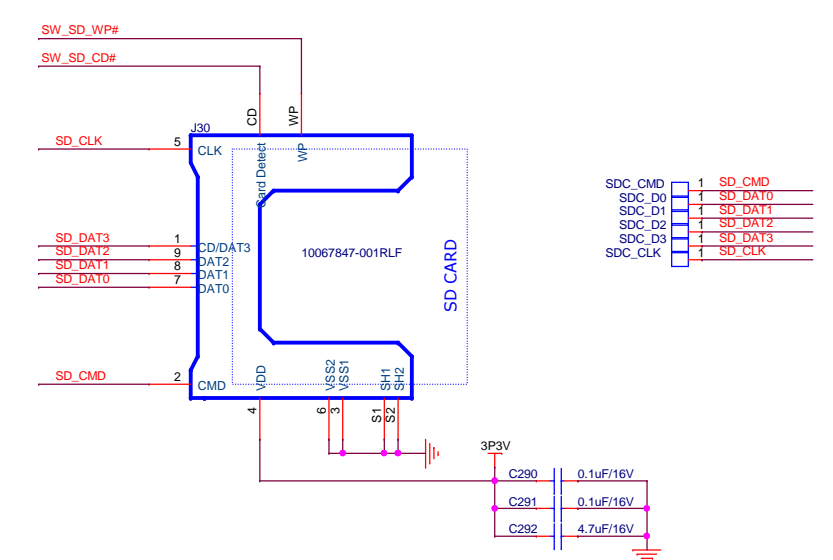 SW_SD_WP#
SW_SD_CD#
CD
WP
J30
SD_CLK
5
CLK
Card Detect
WP
SDC_CMD 1 SD_CMD
SDC_D0 1 SD_DAT0
SDC_D1 1 SD_DAT1
SDC_D2 1 SD_DAT2
SDC_D3 1 SD_DAT3
SDC_CLK 1 SD_CLK
SD_DAT3 1 CD/DAT3
SD_DAT2 9 DAT2
SD_DAT1 8 DAT1
SD_DAT0 7 DAT0
10067847-001RLF
SD CARD
SD_CMD 2 CMD
VDD
VSS2
VSS1
SH1
SH2
4
6
3
S1
S2
3P3V
C290 0.1uF/16V
C291 0.1uF/16V
C292 4.7uF/16V